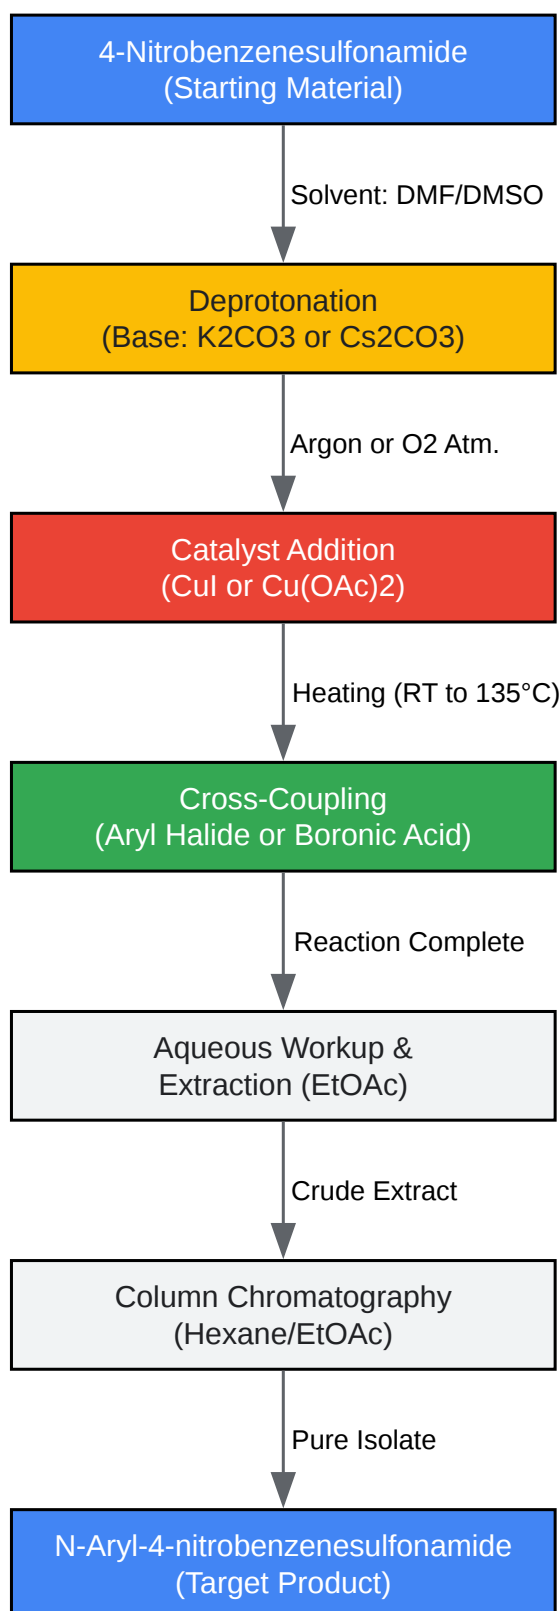 4-Nitrobenzenesulfonamide
(Starting Material)
Solvent: DMF/DMSO
Deprotonation
(Base: K2CO3 or Cs2CO3)
Argon or O2 Atm.
Catalyst Addition
(CuI or Cu(OAc)2)
Heating (RT to 135°C)
Cross-Coupling
(Aryl Halide or Boronic Acid)
Reaction Complete
Aqueous Workup &
Extraction (EtOAc)
Crude Extract
Column Chromatography
(Hexane/EtOAc)
Pure Isolate
N-Aryl-4-nitrobenzenesulfonamide
(Target Product)